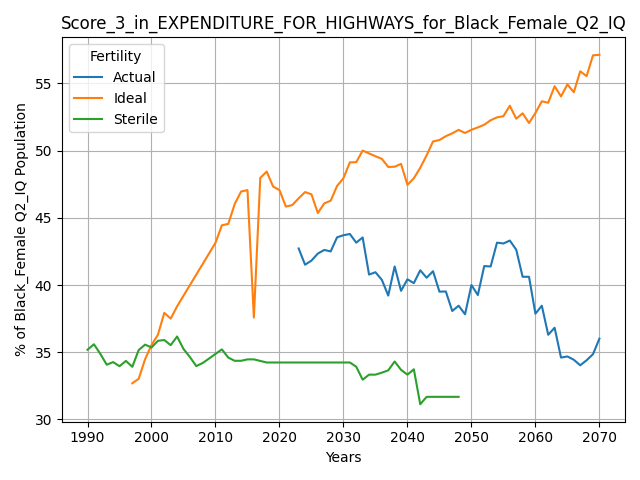 Score_3_in_EXPENDITURE_FOR_HIGHWAYS_for_Black_Female_Q2_IQ
Fertility
Actual
Ideal
Sterile
% of Black_Female Q2_IQ Population
55
50
45
40
35
30
1990 2000 2010 2020 2030 2040 2050 2060 2070
Years